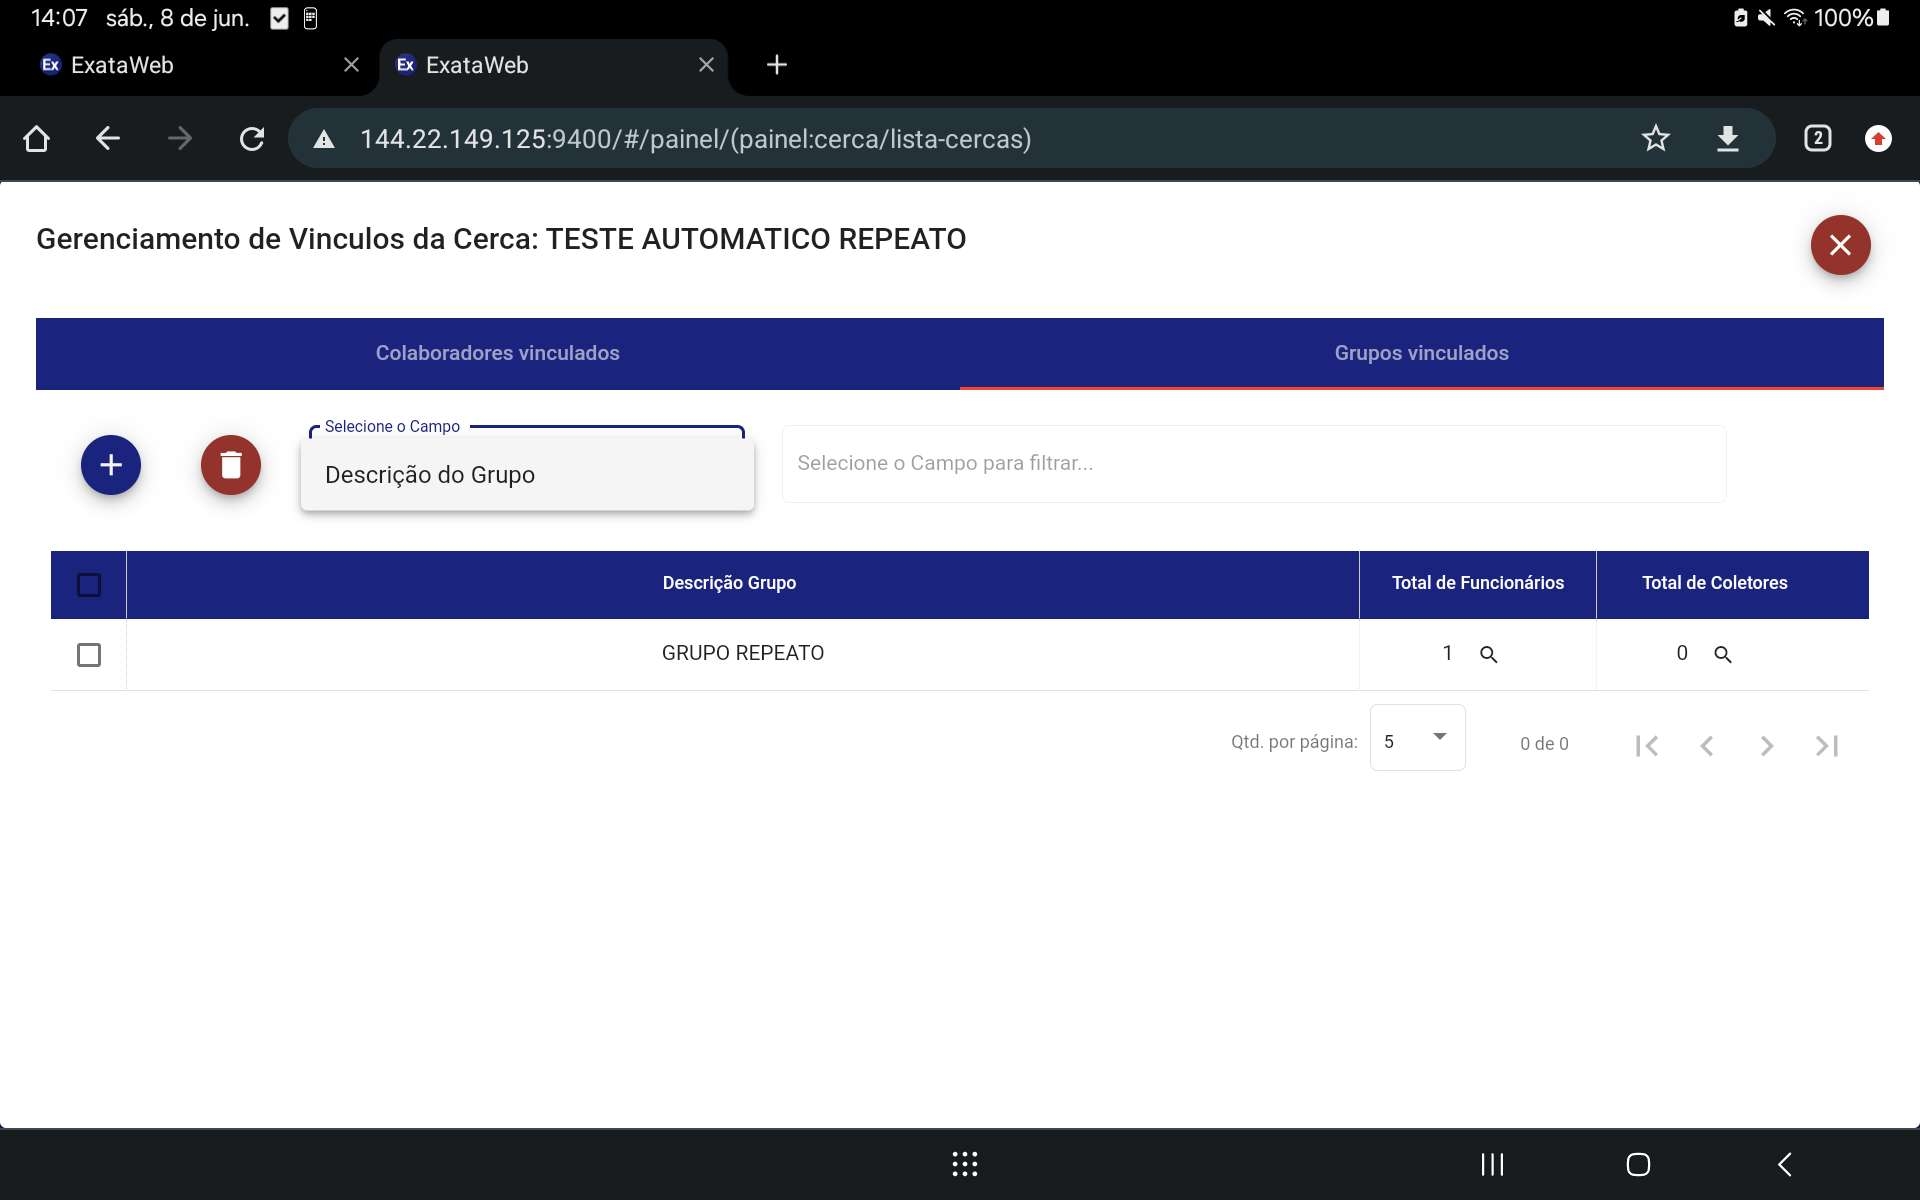 14:07 sáb., 8 de jun. 100%
ExataWeb ExataWeb
144.22.149.125:9400/#/painel/(painel:cerca/lista-cercas) 2
Gerenciamento de Vinculos da Cerca: TESTE AUTOMATICO REPEATO
Colaboradores vinculados Grupos vinculados
Selecione o Campo
Descrição do Grupo
Selecione o Campo para filtrar...
Descrição Grupo Total de Funcionários Total de Coletores
GRUPO REPEATO 1 0
Qtd. por página: 5 0 de 0